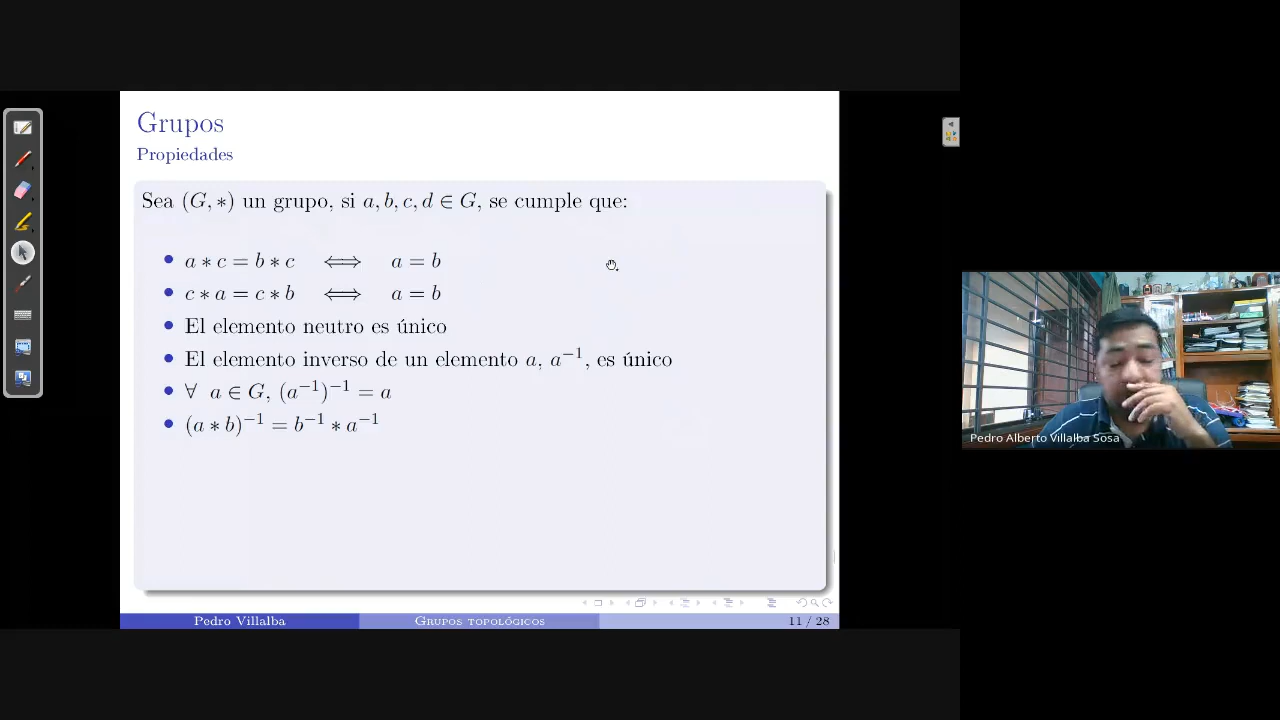 Grupos
Propiedades
Sea (G, ∗) un grupo, si a, b, c, d ∈ G, se cumple que:
a ∗ c = b ∗ c ⟺ a = b
c ∗ a = c ∗ b ⟺ a = b
El elemento neutro es único
El elemento inverso de un elemento a, a⁻¹, es único
∀ a ∈ G, (a⁻¹)⁻¹ = a
(a ∗ b)⁻¹ = b⁻¹ ∗ a⁻¹
Pedro Villalba Grupos topológicos 11 / 28
Pedro Alberto Villalba Sosa